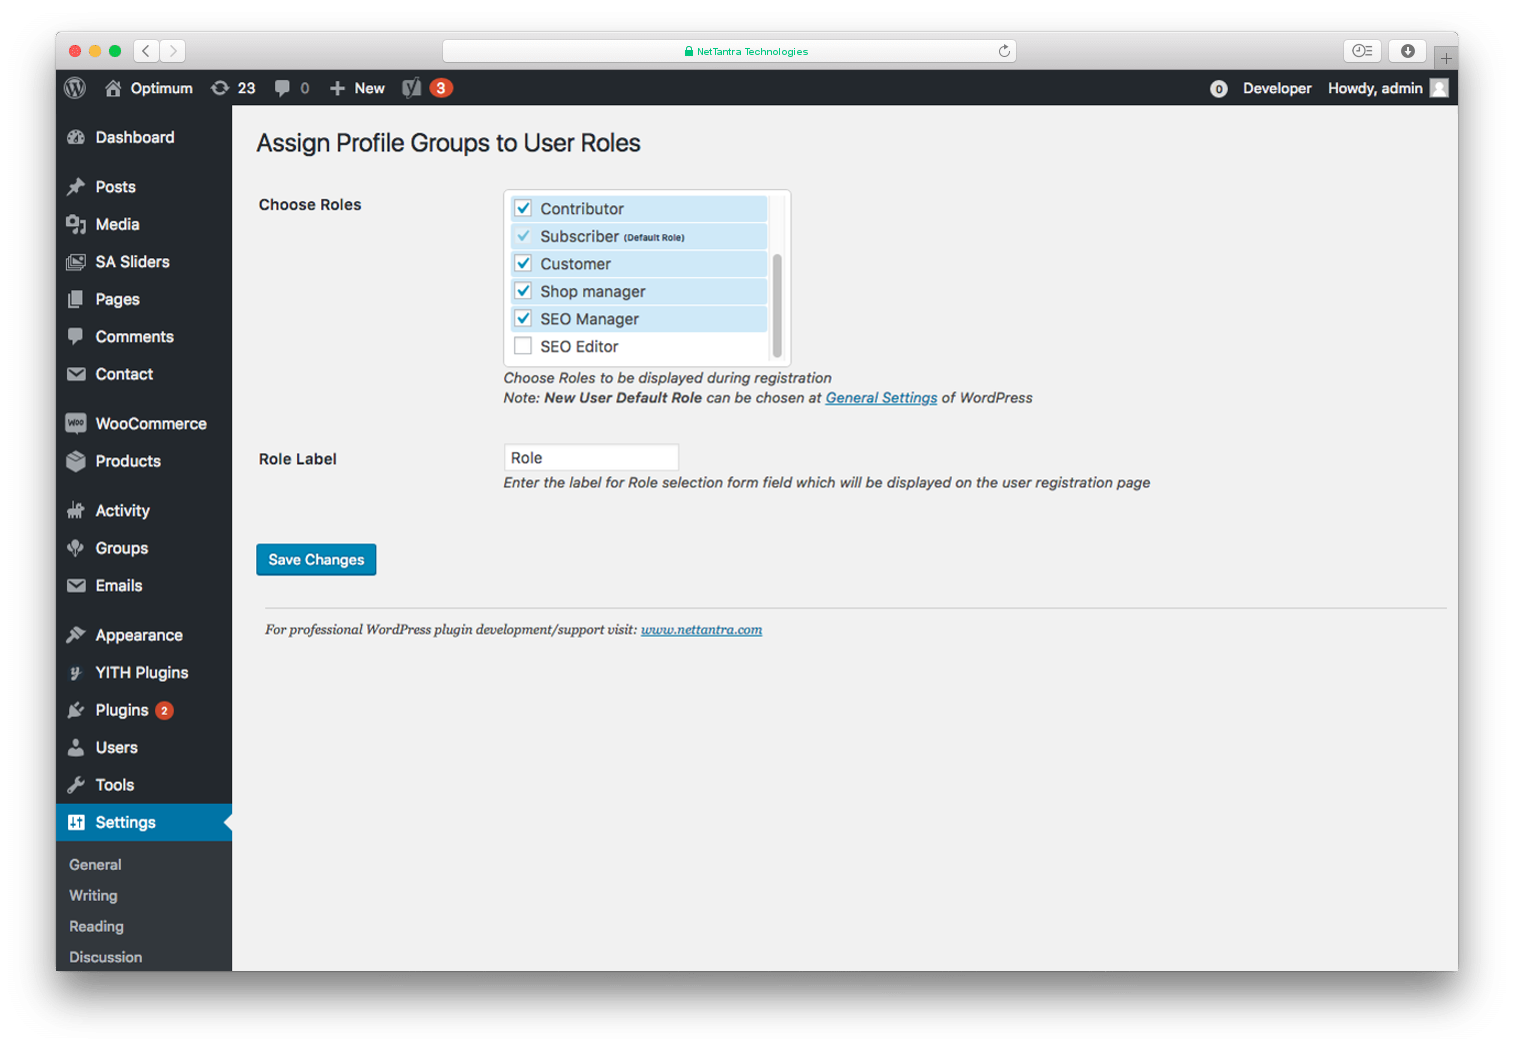 NetTantra Technologies
Optimum 23 0 New 3 0 Developer Howdy, admin
Dashboard
Posts
Media
SA Sliders
Pages
Comments
Contact
WooCommerce
Products
Activity
Groups
Emails
Appearance
YITH Plugins
Plugins 2
Users
Tools
Settings
General
Writing
Reading
Discussion
Assign Profile Groups to User Roles
Choose Roles
Contributor
Subscriber (Default Role)
Customer
Shop manager
SEO Manager
SEO Editor
Choose Roles to be displayed during registration
Note: New User Default Role can be chosen at General Settings of WordPress
Role Label
Role
Enter the label for Role selection form field which will be displayed on the user registration page
Save Changes
For professional WordPress plugin development/support visit: www.nettantra.com